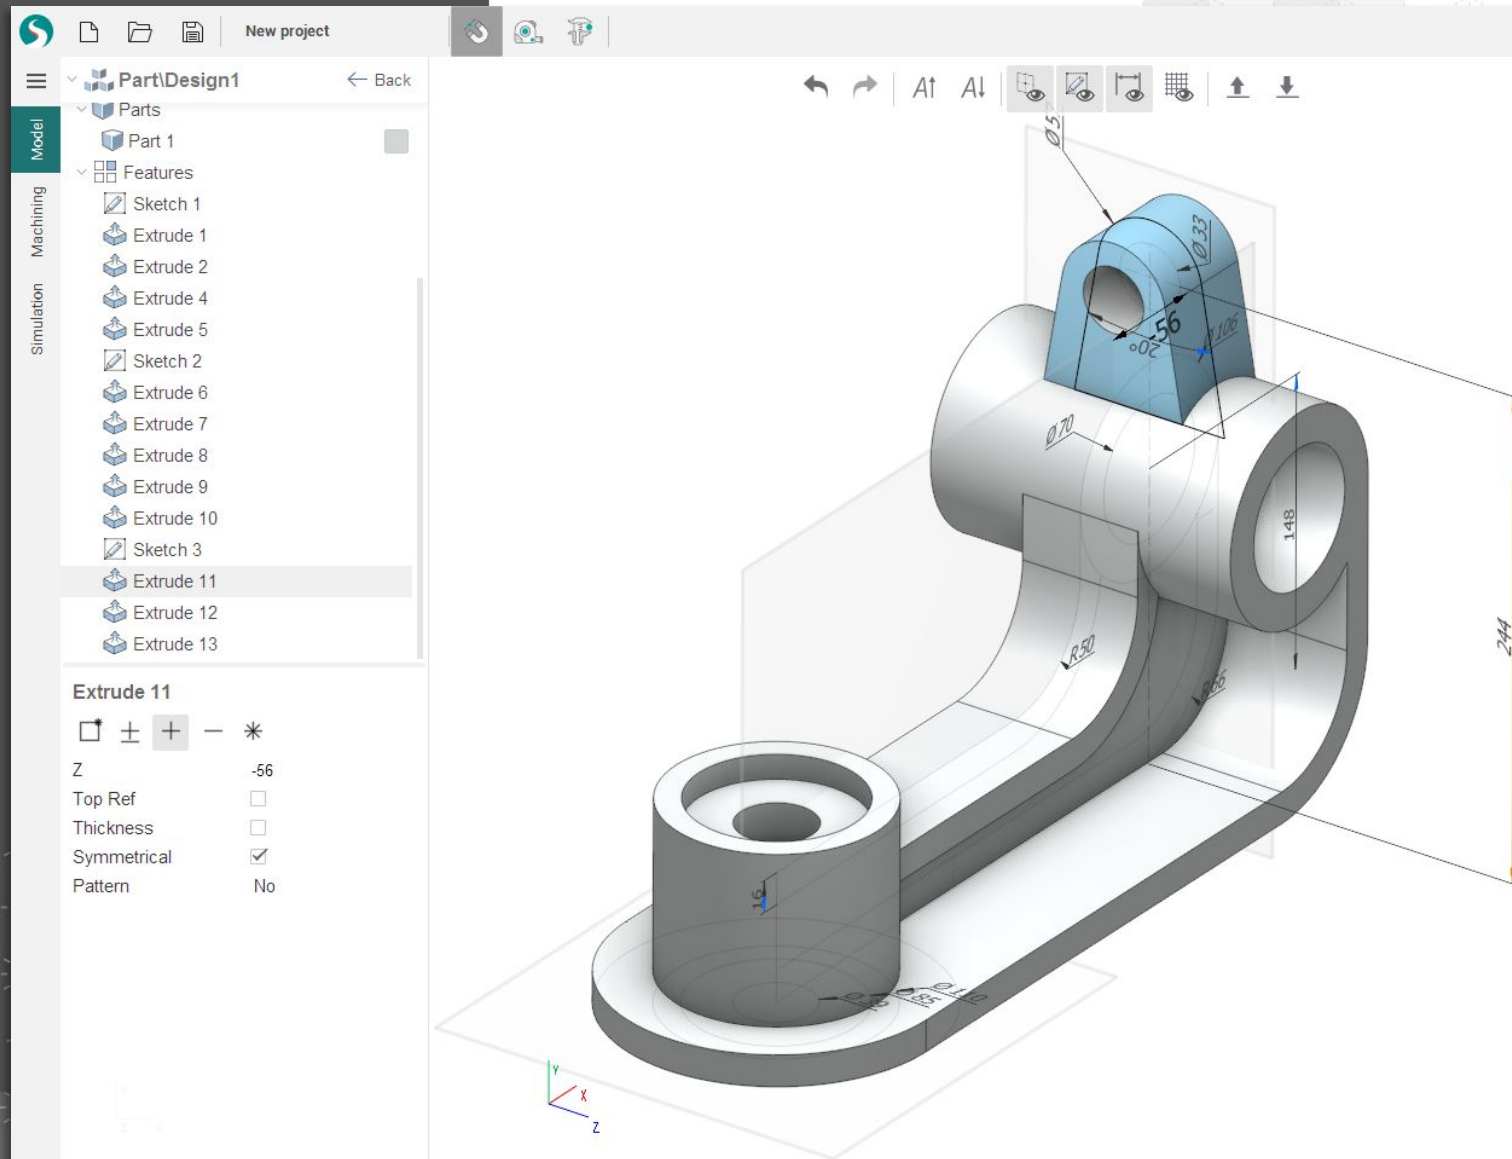 New project
Part\Design1
Back
Parts
Part 1
Features
Sketch 1
Extrude 1
Extrude 2
Extrude 4
Extrude 5
Sketch 2
Extrude 6
Extrude 7
Extrude 8
Extrude 9
Extrude 10
Sketch 3
Extrude 11
Extrude 12
Extrude 13
Model
Machining
Simulation
Extrude 11
Z -56
Top Ref
Thickness
Symmetrical
Pattern No
Ø33
-56
20°
Ø106
Ø70
148
244
R50
R66
16
Ø85
Y
X
Z